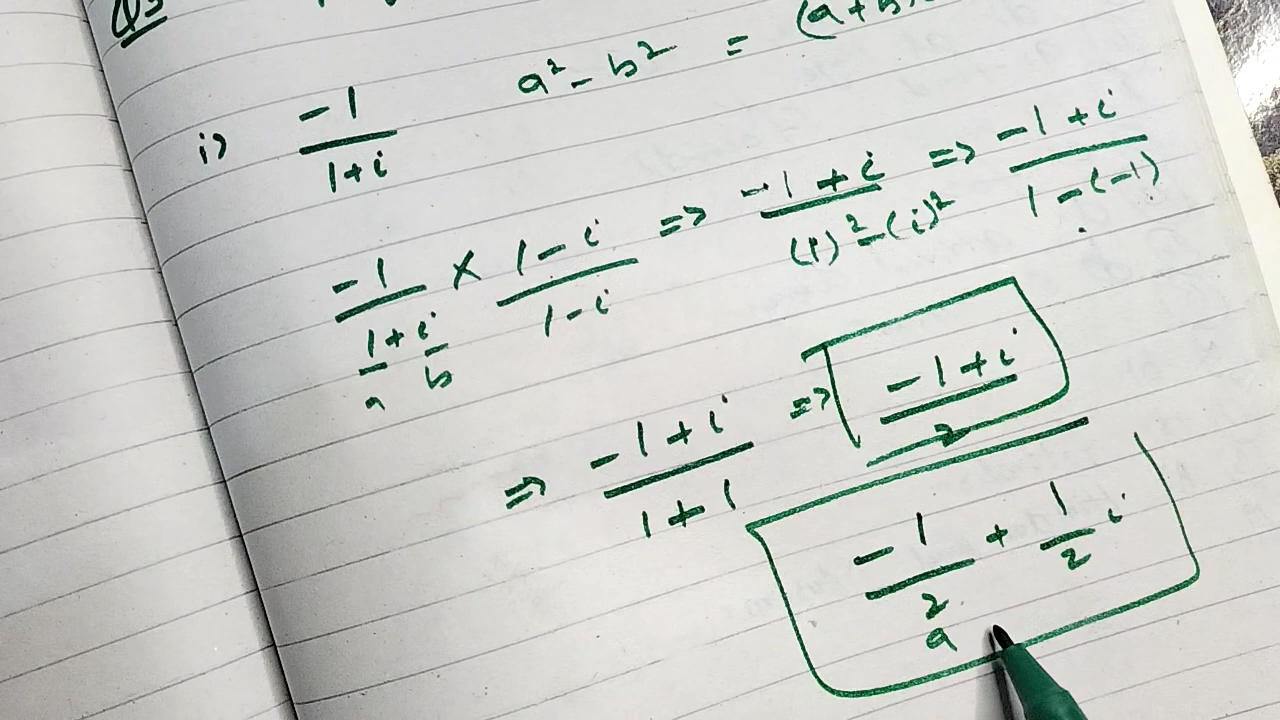 Q3
a² - b² = (a + b)
i) -1 / 1+i
-1 / 1+i × 1-i / 1-i => -1+i / (1)² - (i)² => -1+i / 1-(-1)
a b
=> -1+i / 1+1 => -1+i / 2
-1/2 + 1/2 i
a